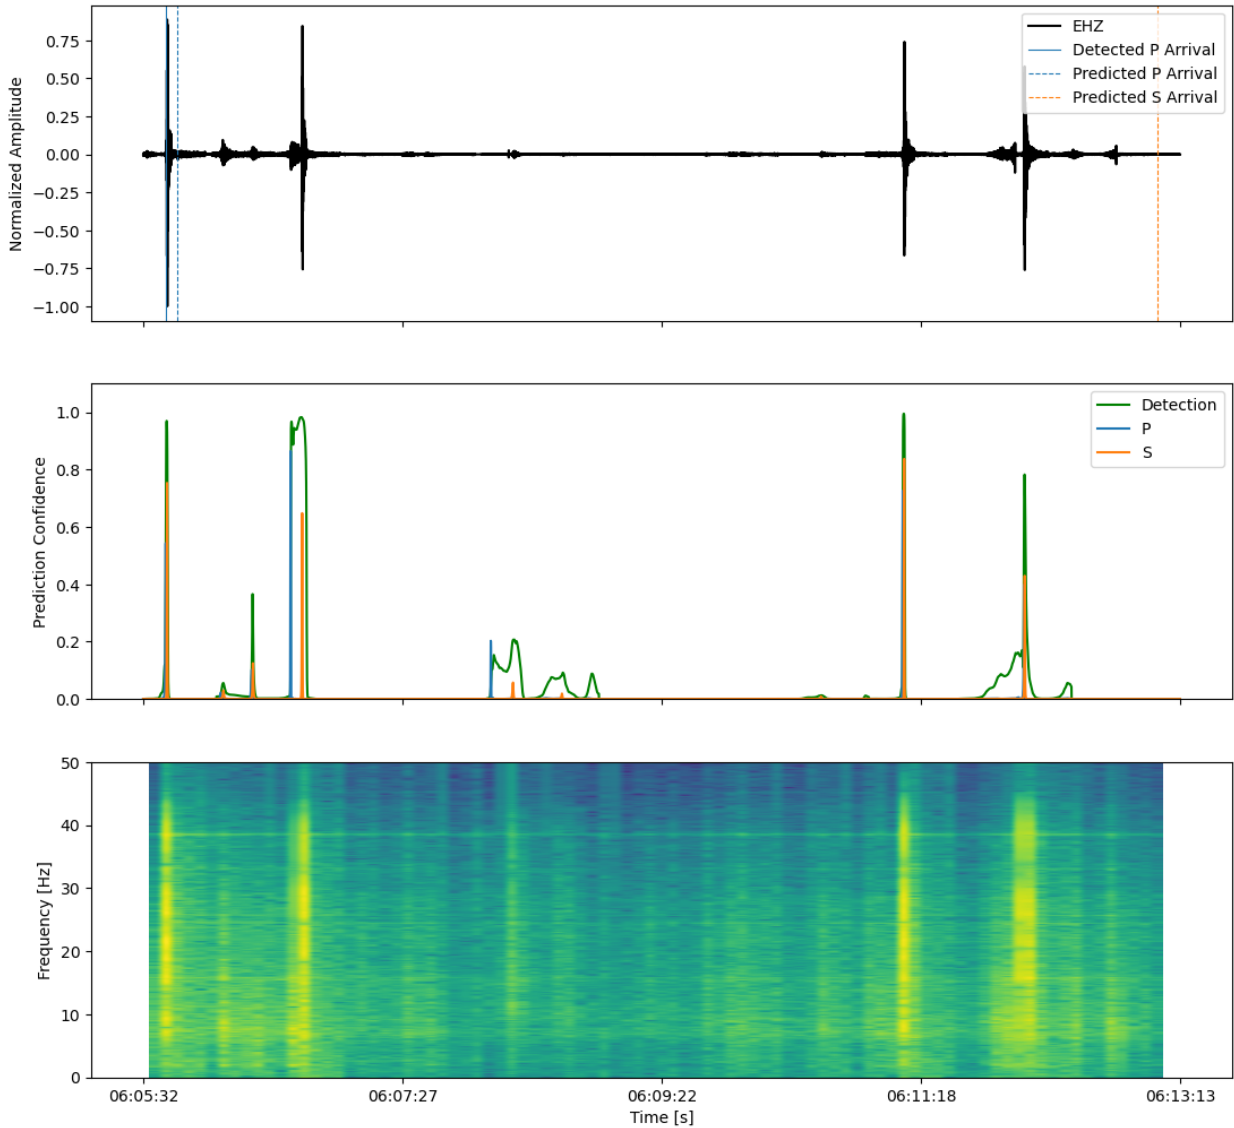 Normalized Amplitude
0.75
0.50
0.25
0.00
−0.25
−0.50
−0.75
−1.00
EHZ
Detected P Arrival
Predicted P Arrival
Predicted S Arrival
Prediction Confidence
1.0
0.8
0.6
0.4
0.2
0.0
Detection
P
S
Frequency [Hz]
50
40
30
20
10
0
06:05:32 06:07:27 06:09:22 06:11:18 06:13:13
Time [s]